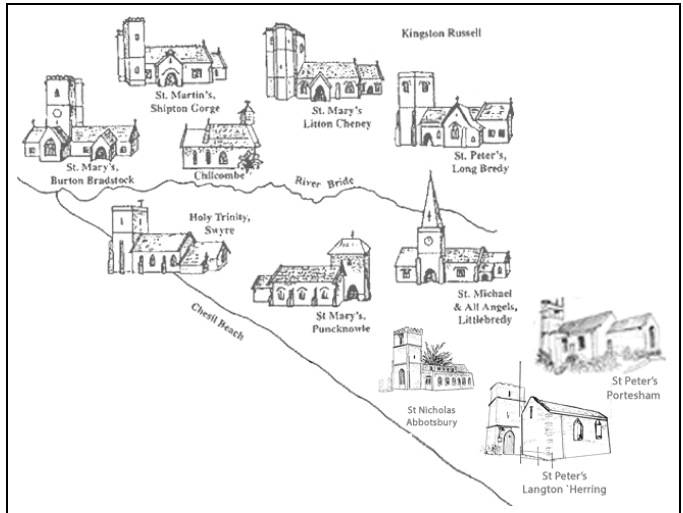 Kingston Russell
St. Martin's,
Shipton Gorge
St. Mary's
Litton Cheney
St. Peter's,
Long Bredy
St. Mary's,
Burton Bradstock
Chilcombe
River Bride
Holy Trinity,
Swyre
Chesil Beach
St Mary's,
Puncknowle
St. Michael
& All Angels,
Littlebredy
St Nicholas
Abbotsbury
St Peter's
Portesham
St Peter's
Langton `Herring